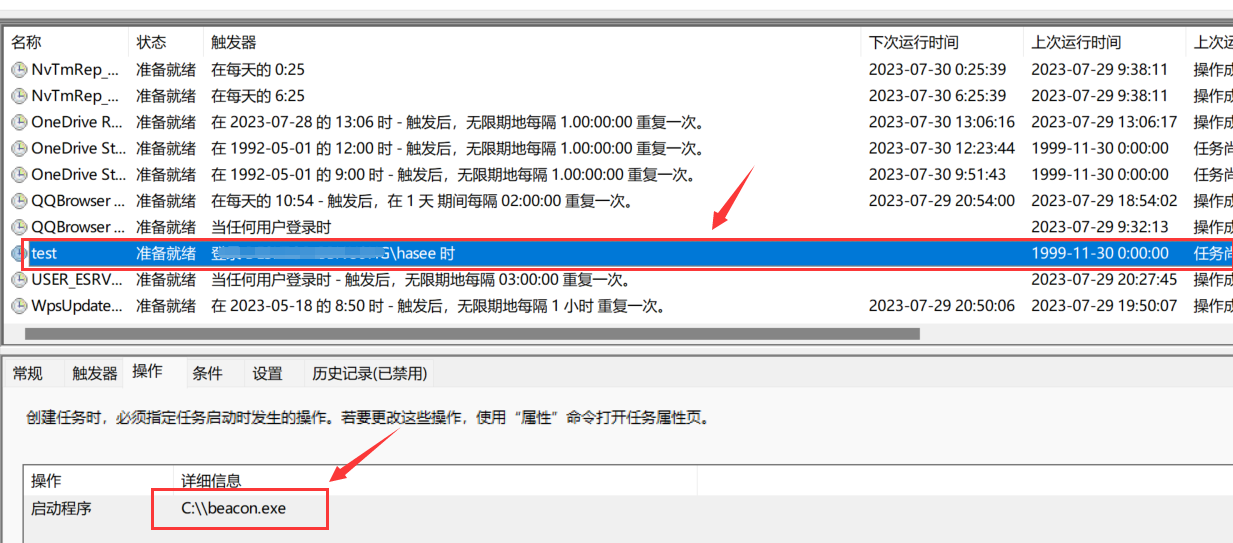 名称 状态 触发器 下次运行时间 上次运行时间 上次运
NvTmRep_... 准备就绪 在每天的 0:25 2023-07-30 0:25:39 2023-07-29 9:38:11 操作成
NvTmRep_... 准备就绪 在每天的 6:25 2023-07-30 6:25:39 2023-07-29 9:38:11 操作成
OneDrive R... 准备就绪 在 2023-07-28 的 13:06 时 - 触发后，无限期地每隔 1.00:00:00 重复一次。 2023-07-30 13:06:16 2023-07-29 13:06:17 操作成
OneDrive St... 准备就绪 在 1992-05-01 的 12:00 时 - 触发后，无限期地每隔 1.00:00:00 重复一次。 2023-07-30 12:23:44 1999-11-30 0:00:00 任务尚
OneDrive St... 准备就绪 在 1992-05-01 的 9:00 时 - 触发后，无限期地每隔 1.00:00:00 重复一次。 2023-07-30 9:51:43 1999-11-30 0:00:00 任务尚
QQBrowser ... 准备就绪 在每天的 10:54 - 触发后，在 1 天 期间每隔 02:00:00 重复一次。 2023-07-29 20:54:00 2023-07-29 18:54:02 操作成
QQBrowser ... 准备就绪 当任何用户登录时 2023-07-29 9:32:13 操作成
test 准备就绪 登录 \hasee 时 1999-11-30 0:00:00 任务尚
USER_ESRV... 准备就绪 当任何用户登录时 - 触发后，无限期地每隔 03:00:00 重复一次。 2023-07-29 20:27:45 操作成
WpsUpdate... 准备就绪 在 2023-05-18 的 8:50 时 - 触发后，无限期地每隔 1 小时 重复一次。 2023-07-29 20:50:06 2023-07-29 19:50:07 操作成
常规 触发器 操作 条件 设置 历史记录(已禁用)
创建任务时，必须指定任务启动时发生的操作。若要更改这些操作，使用“属性”命令打开任务属性页。
操作 详细信息
启动程序 C:\\beacon.exe